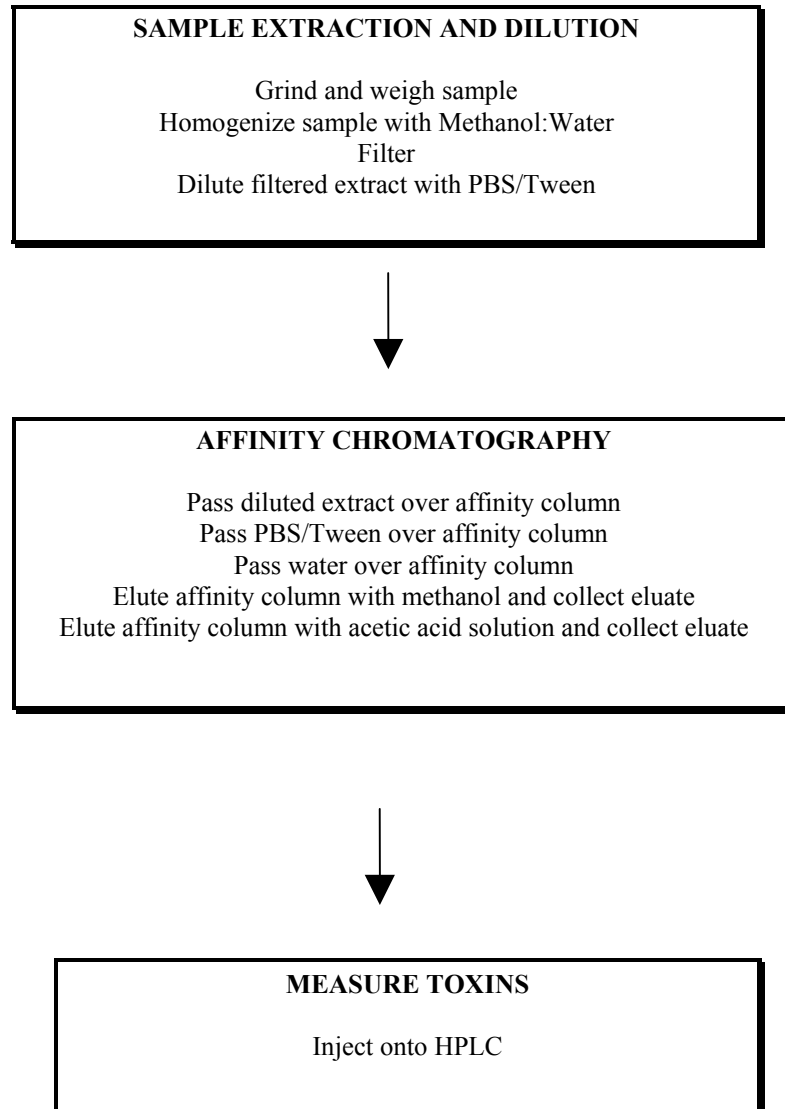 SAMPLE EXTRACTION AND DILUTION
Grind and weigh sample
Homogenize sample with Methanol:Water
Filter
Dilute filtered extract with PBS/Tween
AFFINITY CHROMATOGRAPHY
Pass diluted extract over affinity column
Pass PBS/Tween over affinity column
Pass water over affinity column
Elute affinity column with methanol and collect eluate
Elute affinity column with acetic acid solution and collect eluate
MEASURE TOXINS
Inject onto HPLC